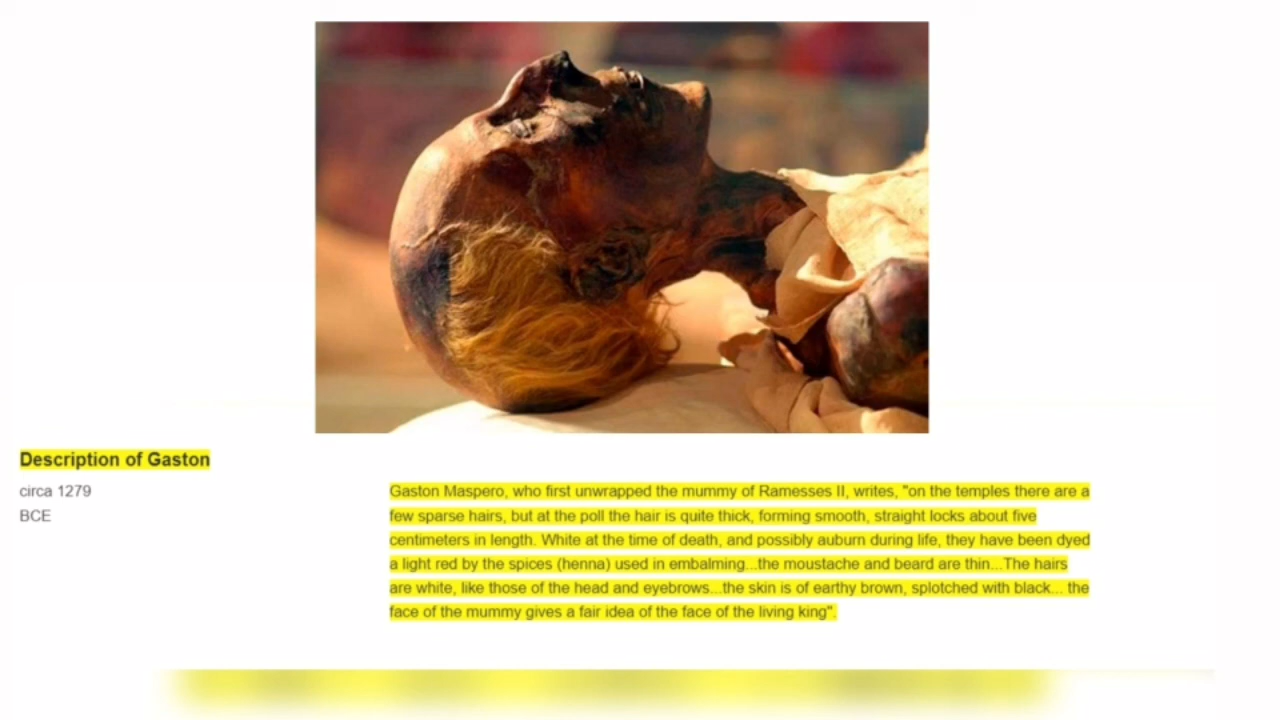 Description of Gaston
circa 1279
BCE
Gaston Maspero, who first unwrapped the mummy of Ramesses II, writes, "on the temples there are a
few sparse hairs, but at the poll the hair is quite thick, forming smooth, straight locks about five
centimeters in length. White at the time of death, and possibly auburn during life, they have been dyed
a light red by the spices (henna) used in embalming...the moustache and beard are thin...The hairs
are white, like those of the head and eyebrows...the skin is of earthy brown, splotched with black... the
face of the mummy gives a fair idea of the face of the living king".